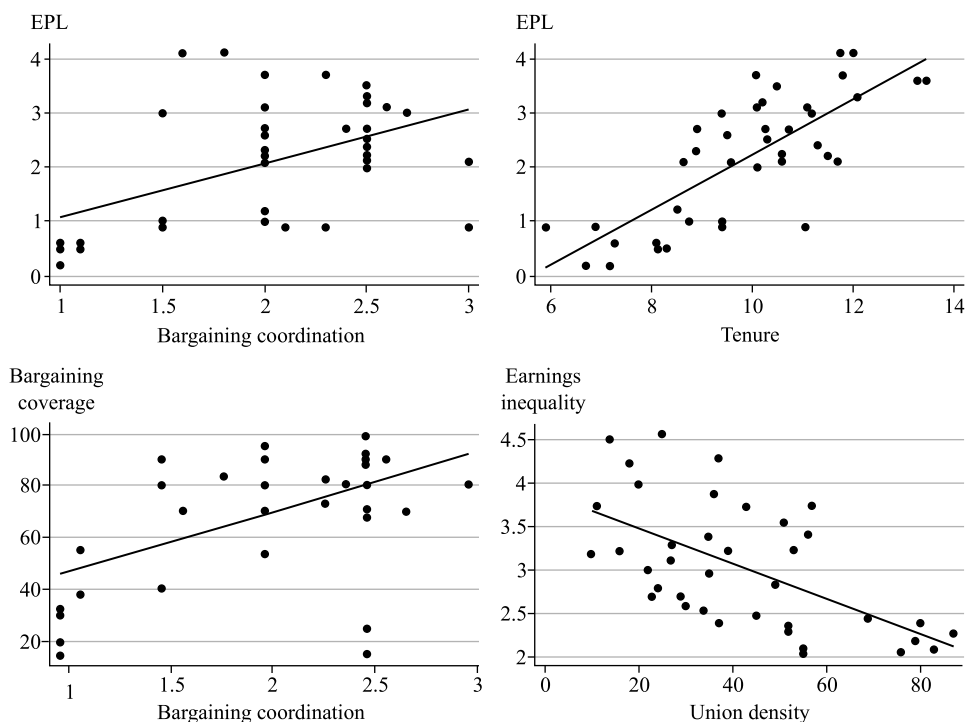 EPL
4
3
2
1
0
1 1.5 2 2.5 3
Bargaining coordination
EPL
4
3
2
1
0
6 8 10 12 14
Tenure
Bargaining
coverage
100
80
60
40
20
1 1.5 2 2.5 3
Bargaining coordination
Earnings
inequality
4.5
4
3.5
3
2.5
2
0 20 40 60 80
Union density